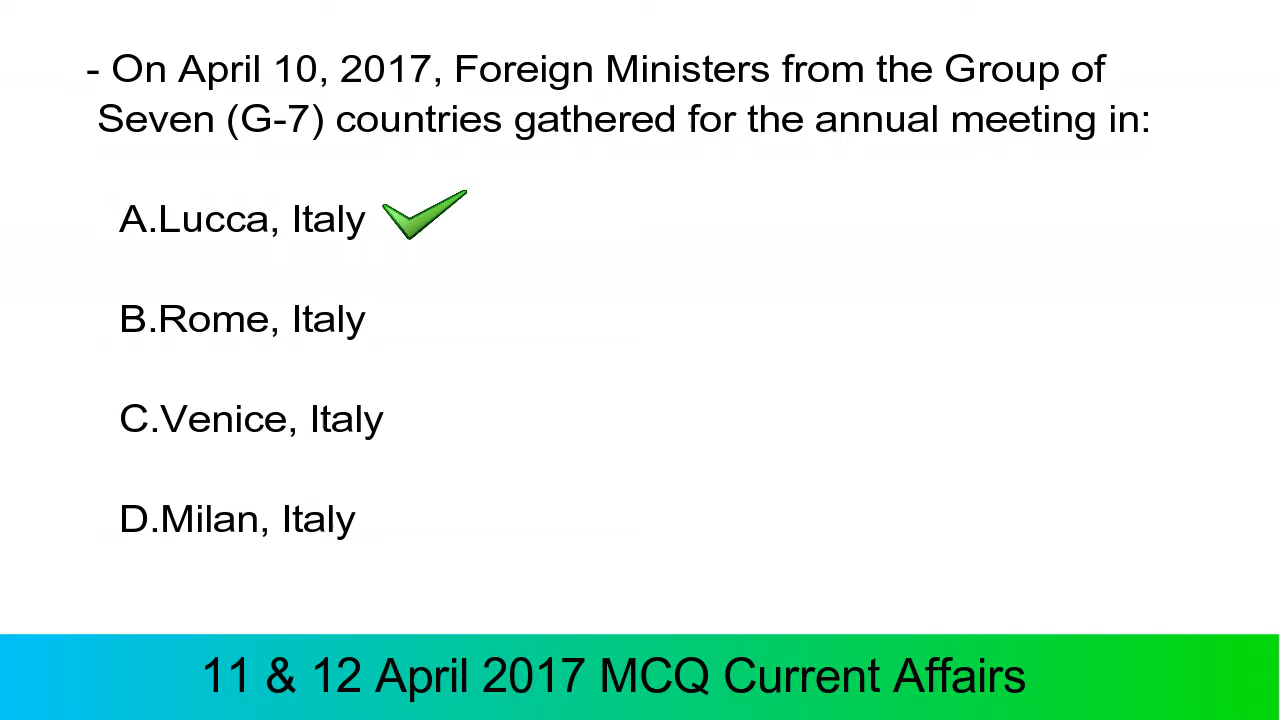 - On April 10, 2017, Foreign Ministers from the Group of
Seven (G-7) countries gathered for the annual meeting in:
A.Lucca, Italy
B.Rome, Italy
C.Venice, Italy
D.Milan, Italy
11 & 12 April 2017 MCQ Current Affairs